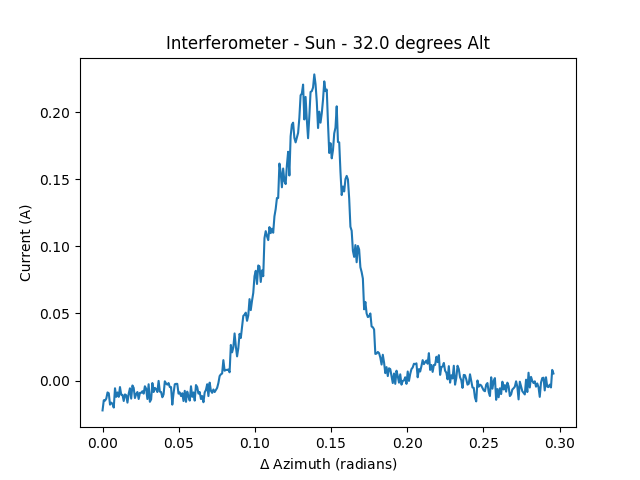 Interferometer - Sun - 32.0 degrees Alt
0.20
0.15
0.10
0.05
0.00
Current (A)
0.00 0.05 0.10 0.15 0.20 0.25 0.30
Δ Azimuth (radians)